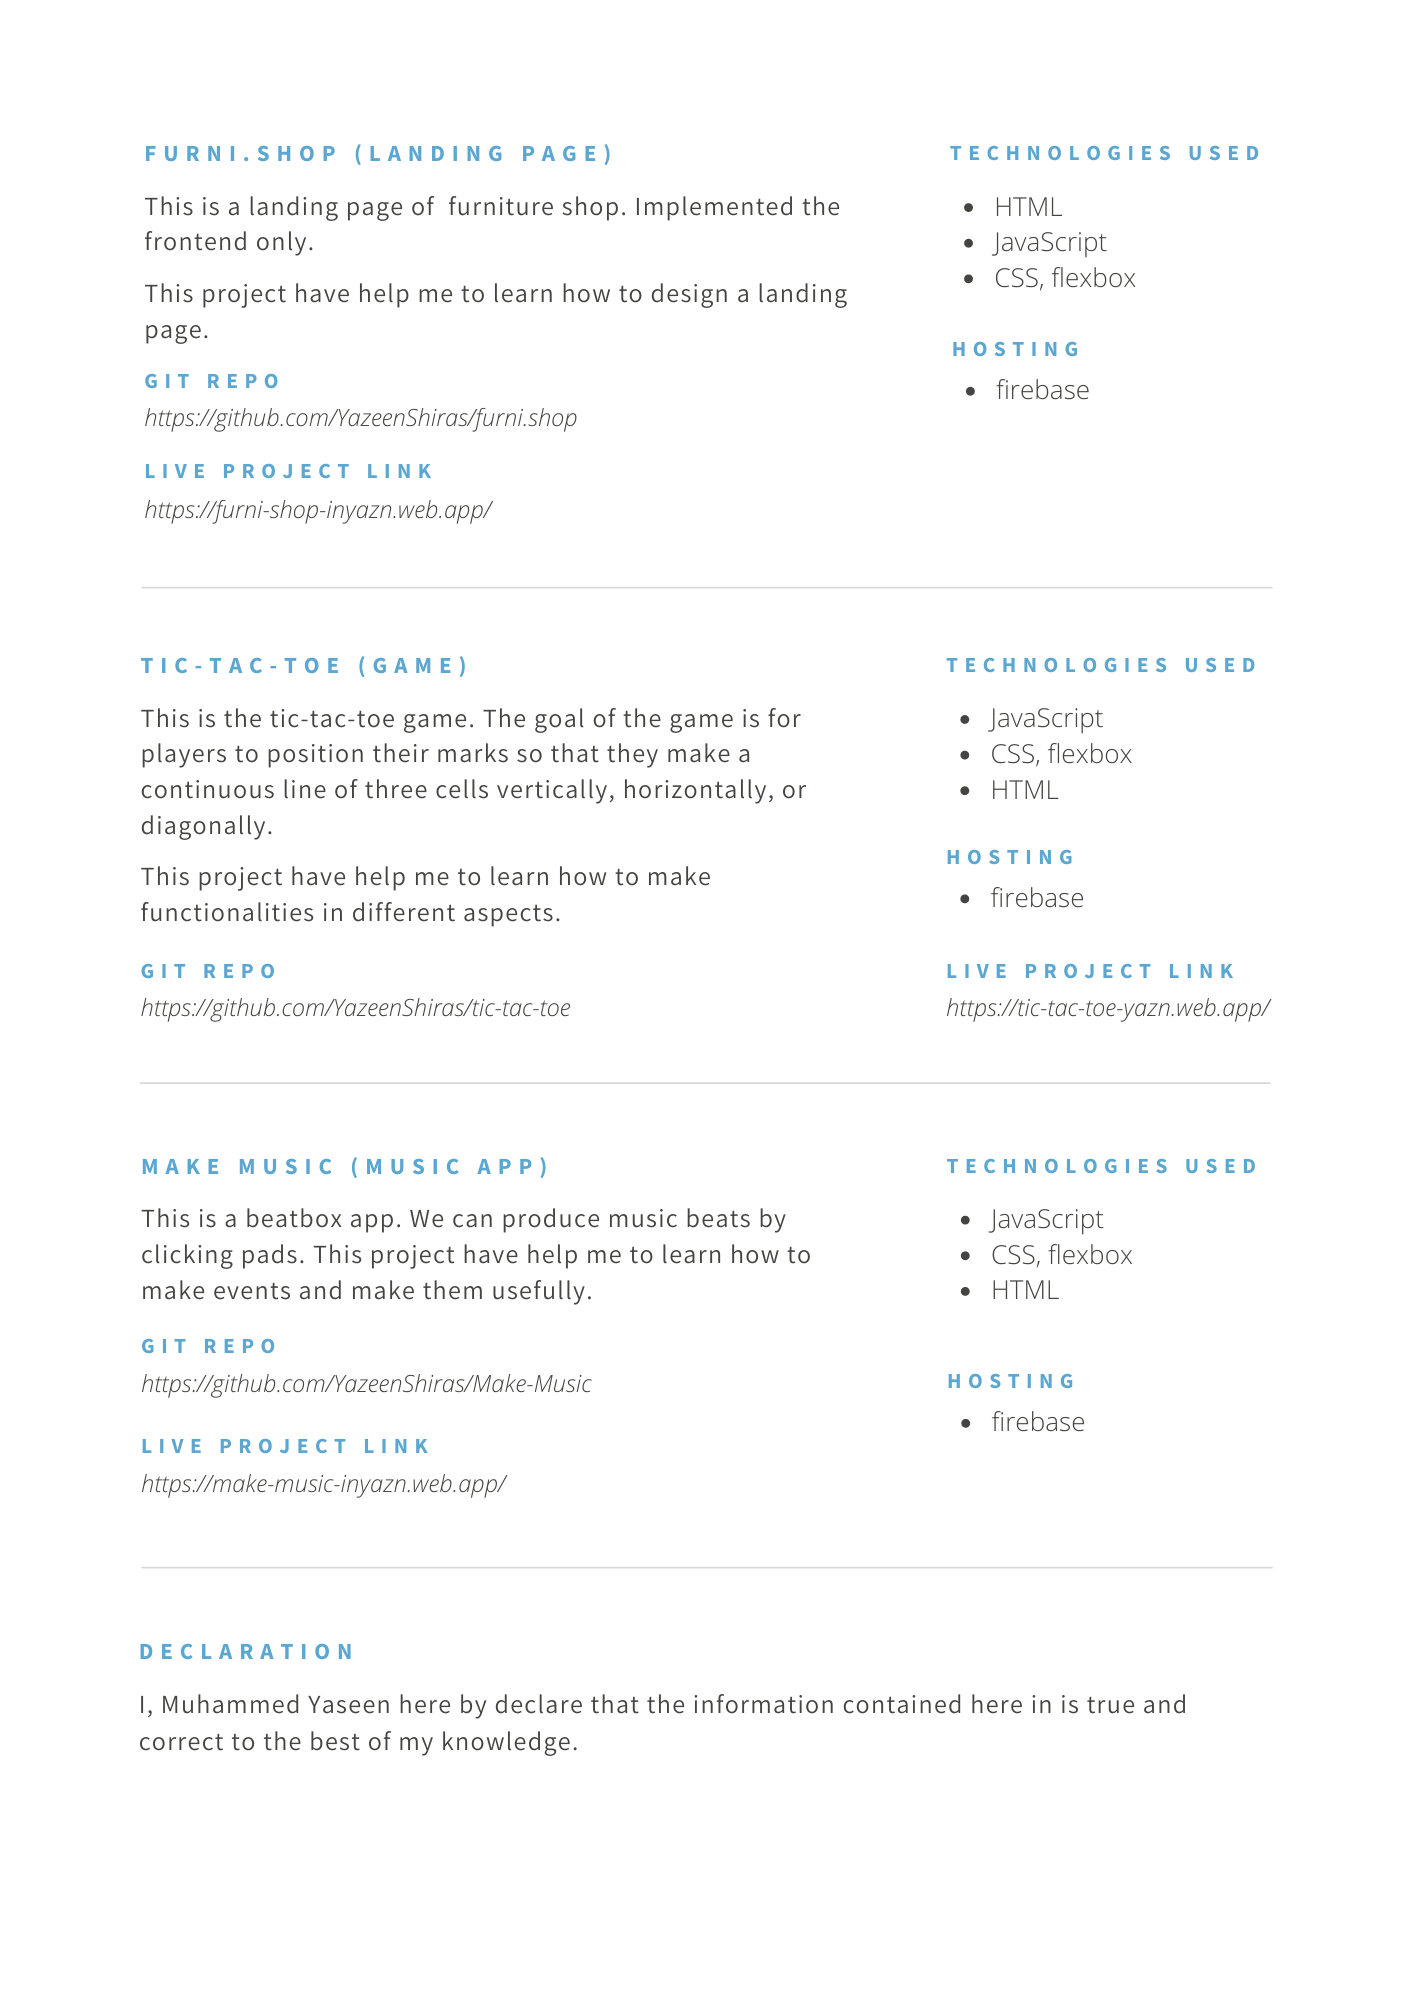 FURNI.SHOP (LANDING PAGE)
This is a landing page of  furniture shop. Implemented the
frontend only.
This project have help me to learn how to design a landing
page.
GIT REPO
https://github.com/YazeenShiras/furni.shop
LIVE PROJECT LINK
https://furni-shop-inyazn.web.app/
TECHNOLOGIES USED
• HTML
• JavaScript
• CSS, flexbox
HOSTING
• firebase
TIC-TAC-TOE (GAME)
This is the tic-tac-toe game. The goal of the game is for
players to position their marks so that they make a
continuous line of three cells vertically, horizontally, or
diagonally.
This project have help me to learn how to make
functionalities in different aspects.
GIT REPO
https://github.com/YazeenShiras/tic-tac-toe
TECHNOLOGIES USED
• JavaScript
• CSS, flexbox
• HTML
HOSTING
• firebase
LIVE PROJECT LINK
https://tic-tac-toe-yazn.web.app/
MAKE MUSIC (MUSIC APP)
This is a beatbox app. We can produce music beats by
clicking pads. This project have help me to learn how to
make events and make them usefully.
GIT REPO
https://github.com/YazeenShiras/Make-Music
LIVE PROJECT LINK
https://make-music-inyazn.web.app/
TECHNOLOGIES USED
• JavaScript
• CSS, flexbox
• HTML
HOSTING
• firebase
DECLARATION
I, Muhammed Yaseen here by declare that the information contained here in is true and
correct to the best of my knowledge.